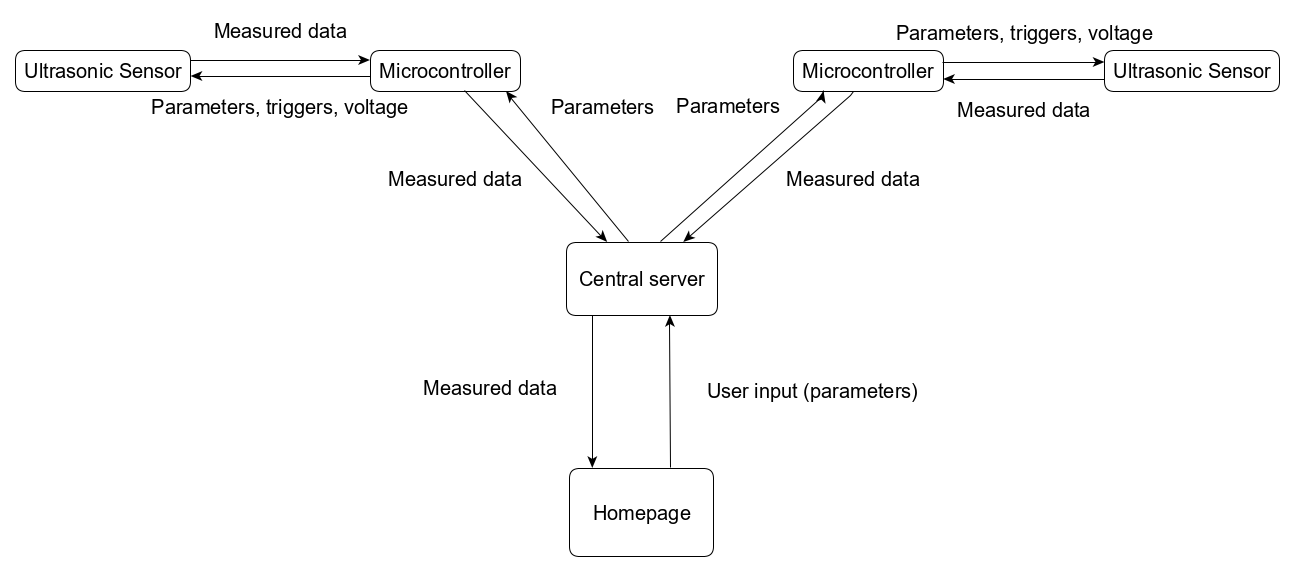 Measured data
Parameters, triggers, voltage
Ultrasonic Sensor
Microcontroller
Microcontroller
Ultrasonic Sensor
Parameters, triggers, voltage
Parameters
Parameters
Measured data
Measured data
Measured data
Central server
Measured data
User input (parameters)
Homepage